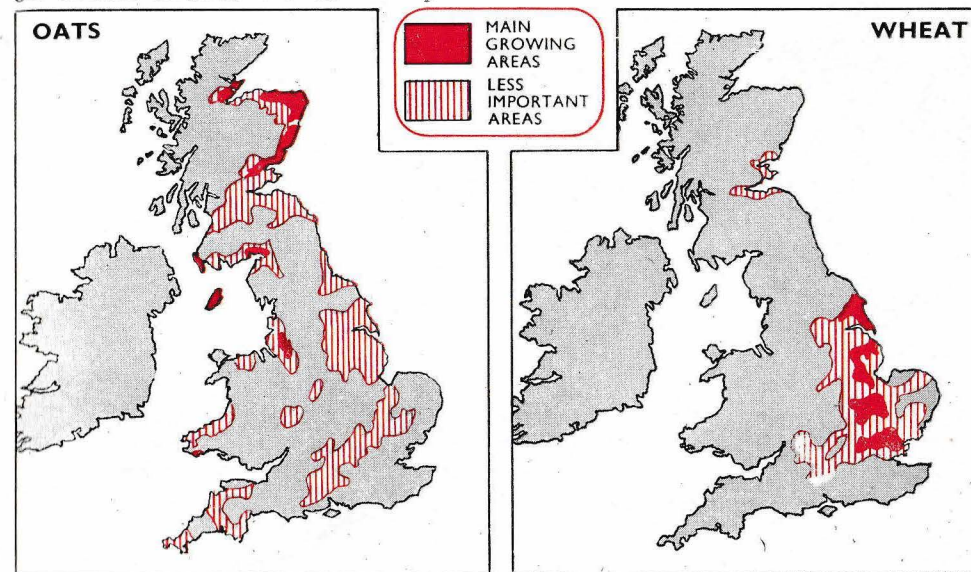 OATS
MAIN
GROWING
AREAS
LESS
IMPORTANT
AREAS
WHEAT